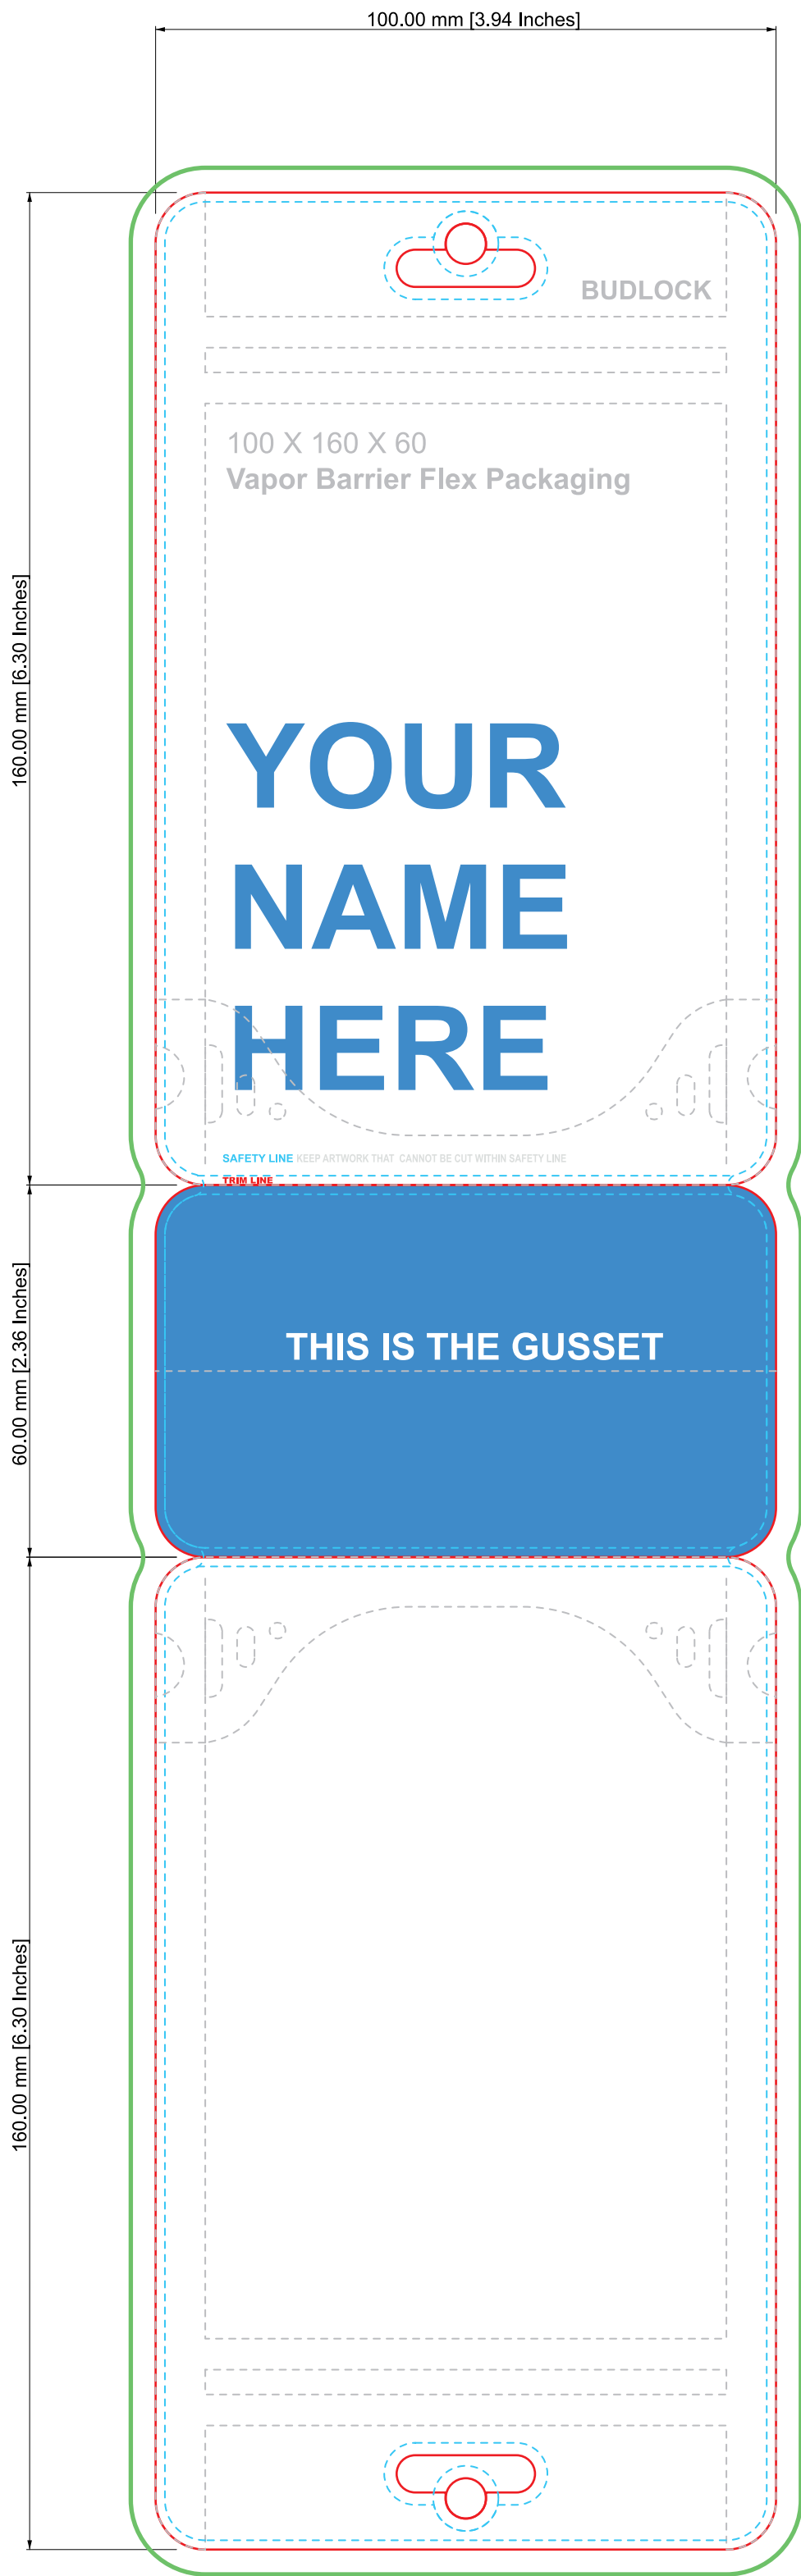 100.00 mm [3.94 Inches]
BUDLOCK
100 X 160 X 60
Vapor Barrier Flex Packaging
160.00 mm [6.30 Inches]
YOUR
NAME
HERE
SAFETY LINE KEEP ARTWORK THAT CANNOT BE CUT WITHIN SAFETY LINE
TRIM LINE
60.00 mm [2.36 Inches]
THIS IS THE GUSSET
160.00 mm [6.30 Inches]